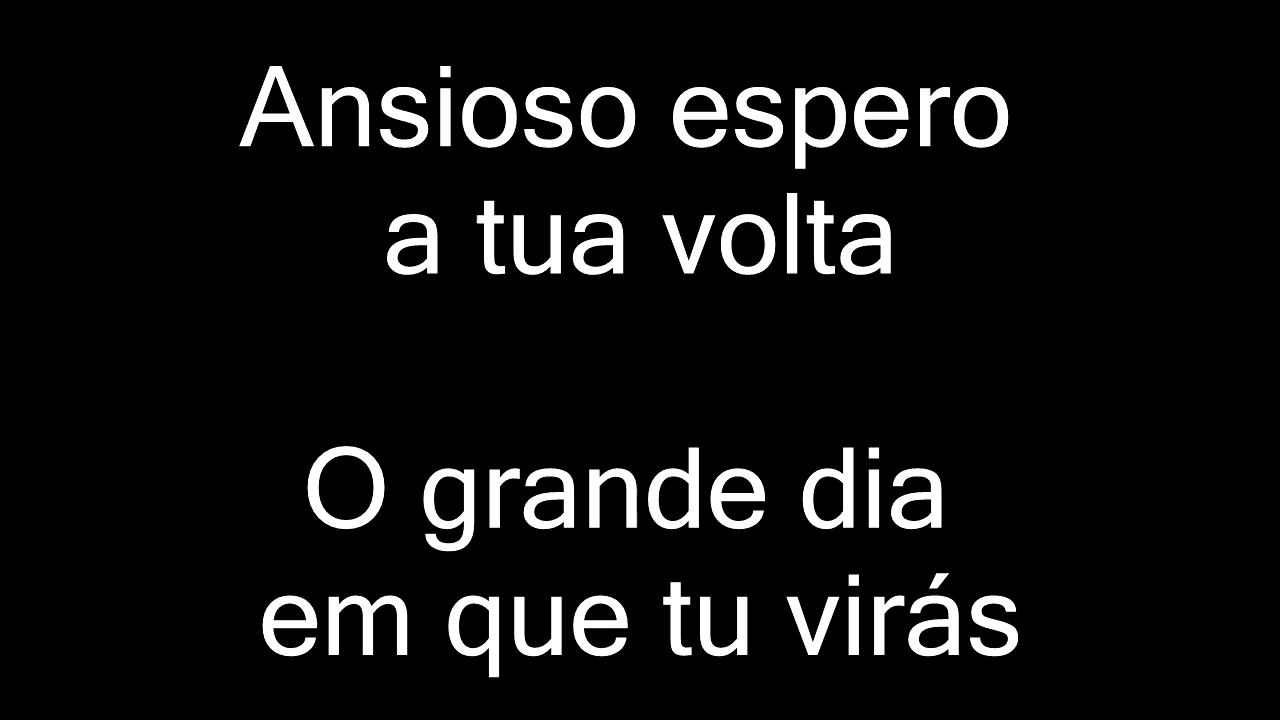 Ansioso espero
a tua volta
O grande dia
em que tu virás